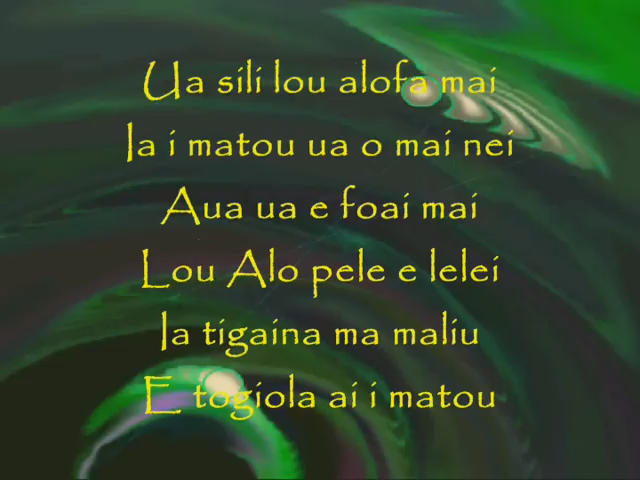 Ua sili lou alofa mai
Ia i matou ua o mai nei
Aua ua e foai mai
Lou Alo pele e lelei
Ia tigaina ma maliu
E togiola ai i matou